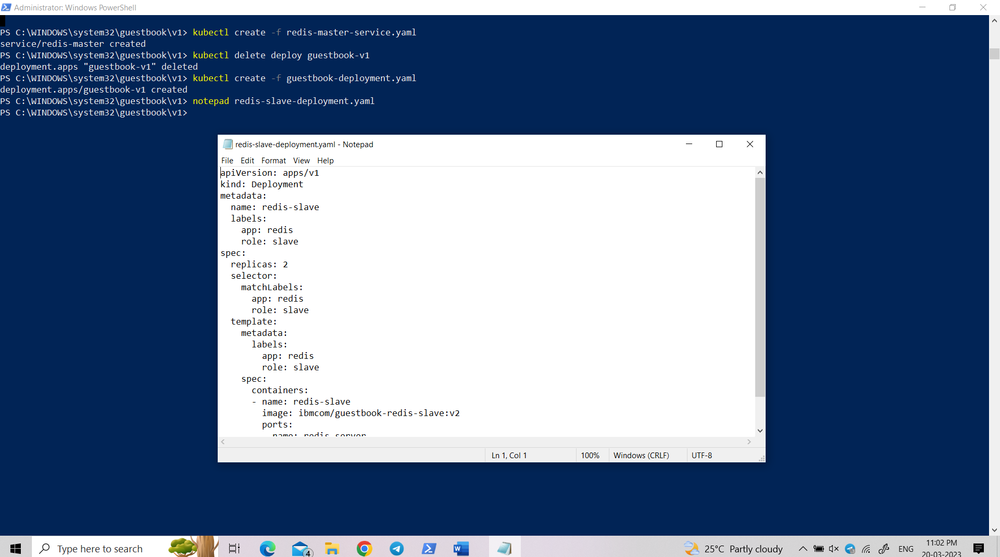 Administrator: Windows PowerShell
PS C:\WINDOWS\system32\guestbook\v1> kubectl create -f redis-master-service.yaml
service/redis-master created
PS C:\WINDOWS\system32\guestbook\v1> kubectl delete deploy guestbook-v1
deployment.apps "guestbook-v1" deleted
PS C:\WINDOWS\system32\guestbook\v1> kubectl create -f guestbook-deployment.yaml
deployment.apps/guestbook-v1 created
PS C:\WINDOWS\system32\guestbook\v1> notepad redis-slave-deployment.yaml
PS C:\WINDOWS\system32\guestbook\v1>
redis-slave-deployment.yaml - Notepad
File Edit Format View Help
apiVersion: apps/v1
kind: Deployment
metadata:
  name: redis-slave
  labels:
    app: redis
    role: slave
spec:
  replicas: 2
  selector:
    matchLabels:
      app: redis
      role: slave
  template:
    metadata:
      labels:
        app: redis
        role: slave
    spec:
      containers:
      - name: redis-slave
        image: ibmcom/guestbook-redis-slave:v2
        ports:
          name: redis server
Ln 1, Col 1 100% Windows (CRLF) UTF-8
Type here to search
4
25°C Partly cloudy
ENG
11:02 PM
20-03-2023